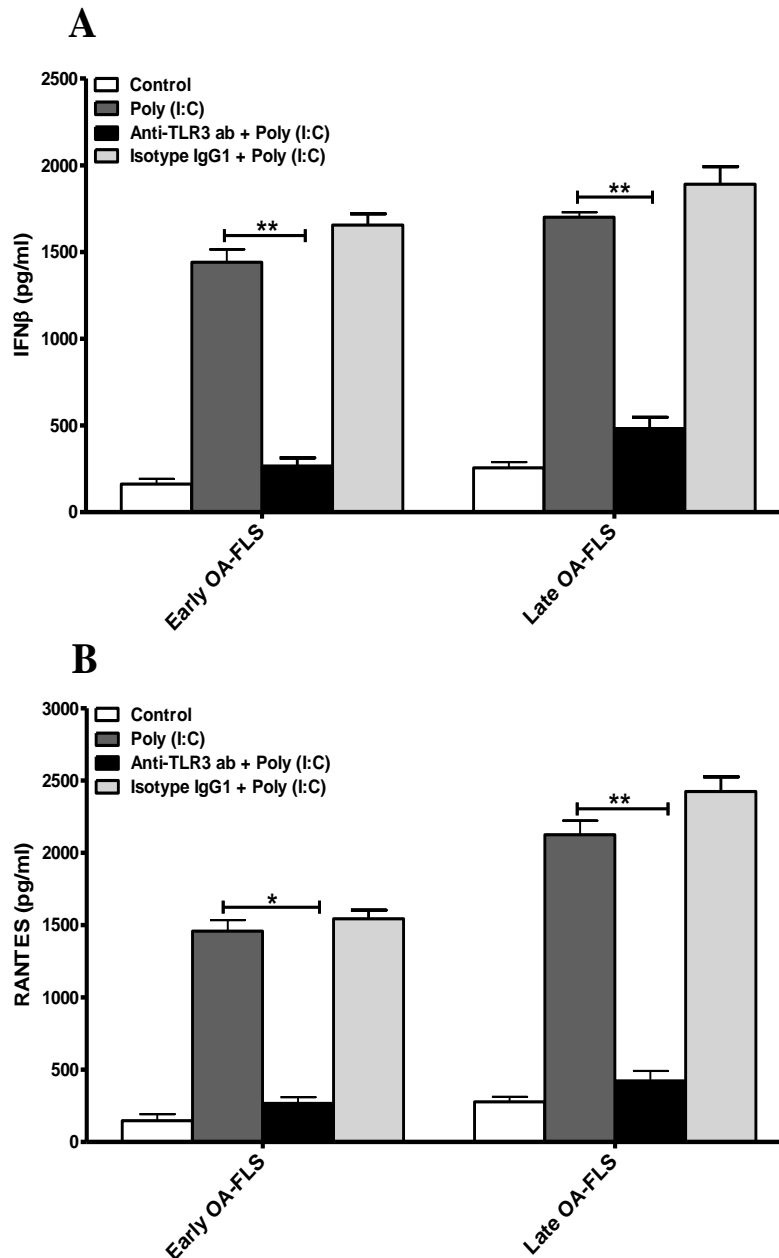 A
2500
2000
1500
1000
500
0
IFNβ (pg/ml)
Control
Poly (I:C)
Anti-TLR3 ab + Poly (I:C)
Isotype IgG1 + Poly (I:C)
**
**
Early OA-FLS
Late OA-FLS
B
3000
2500
2000
1500
1000
500
0
RANTES (pg/ml)
Control
Poly (I:C)
Anti-TLR3 ab + Poly (I:C)
Isotype IgG1 + Poly (I:C)
*
**
Early OA-FLS
Late OA-FLS